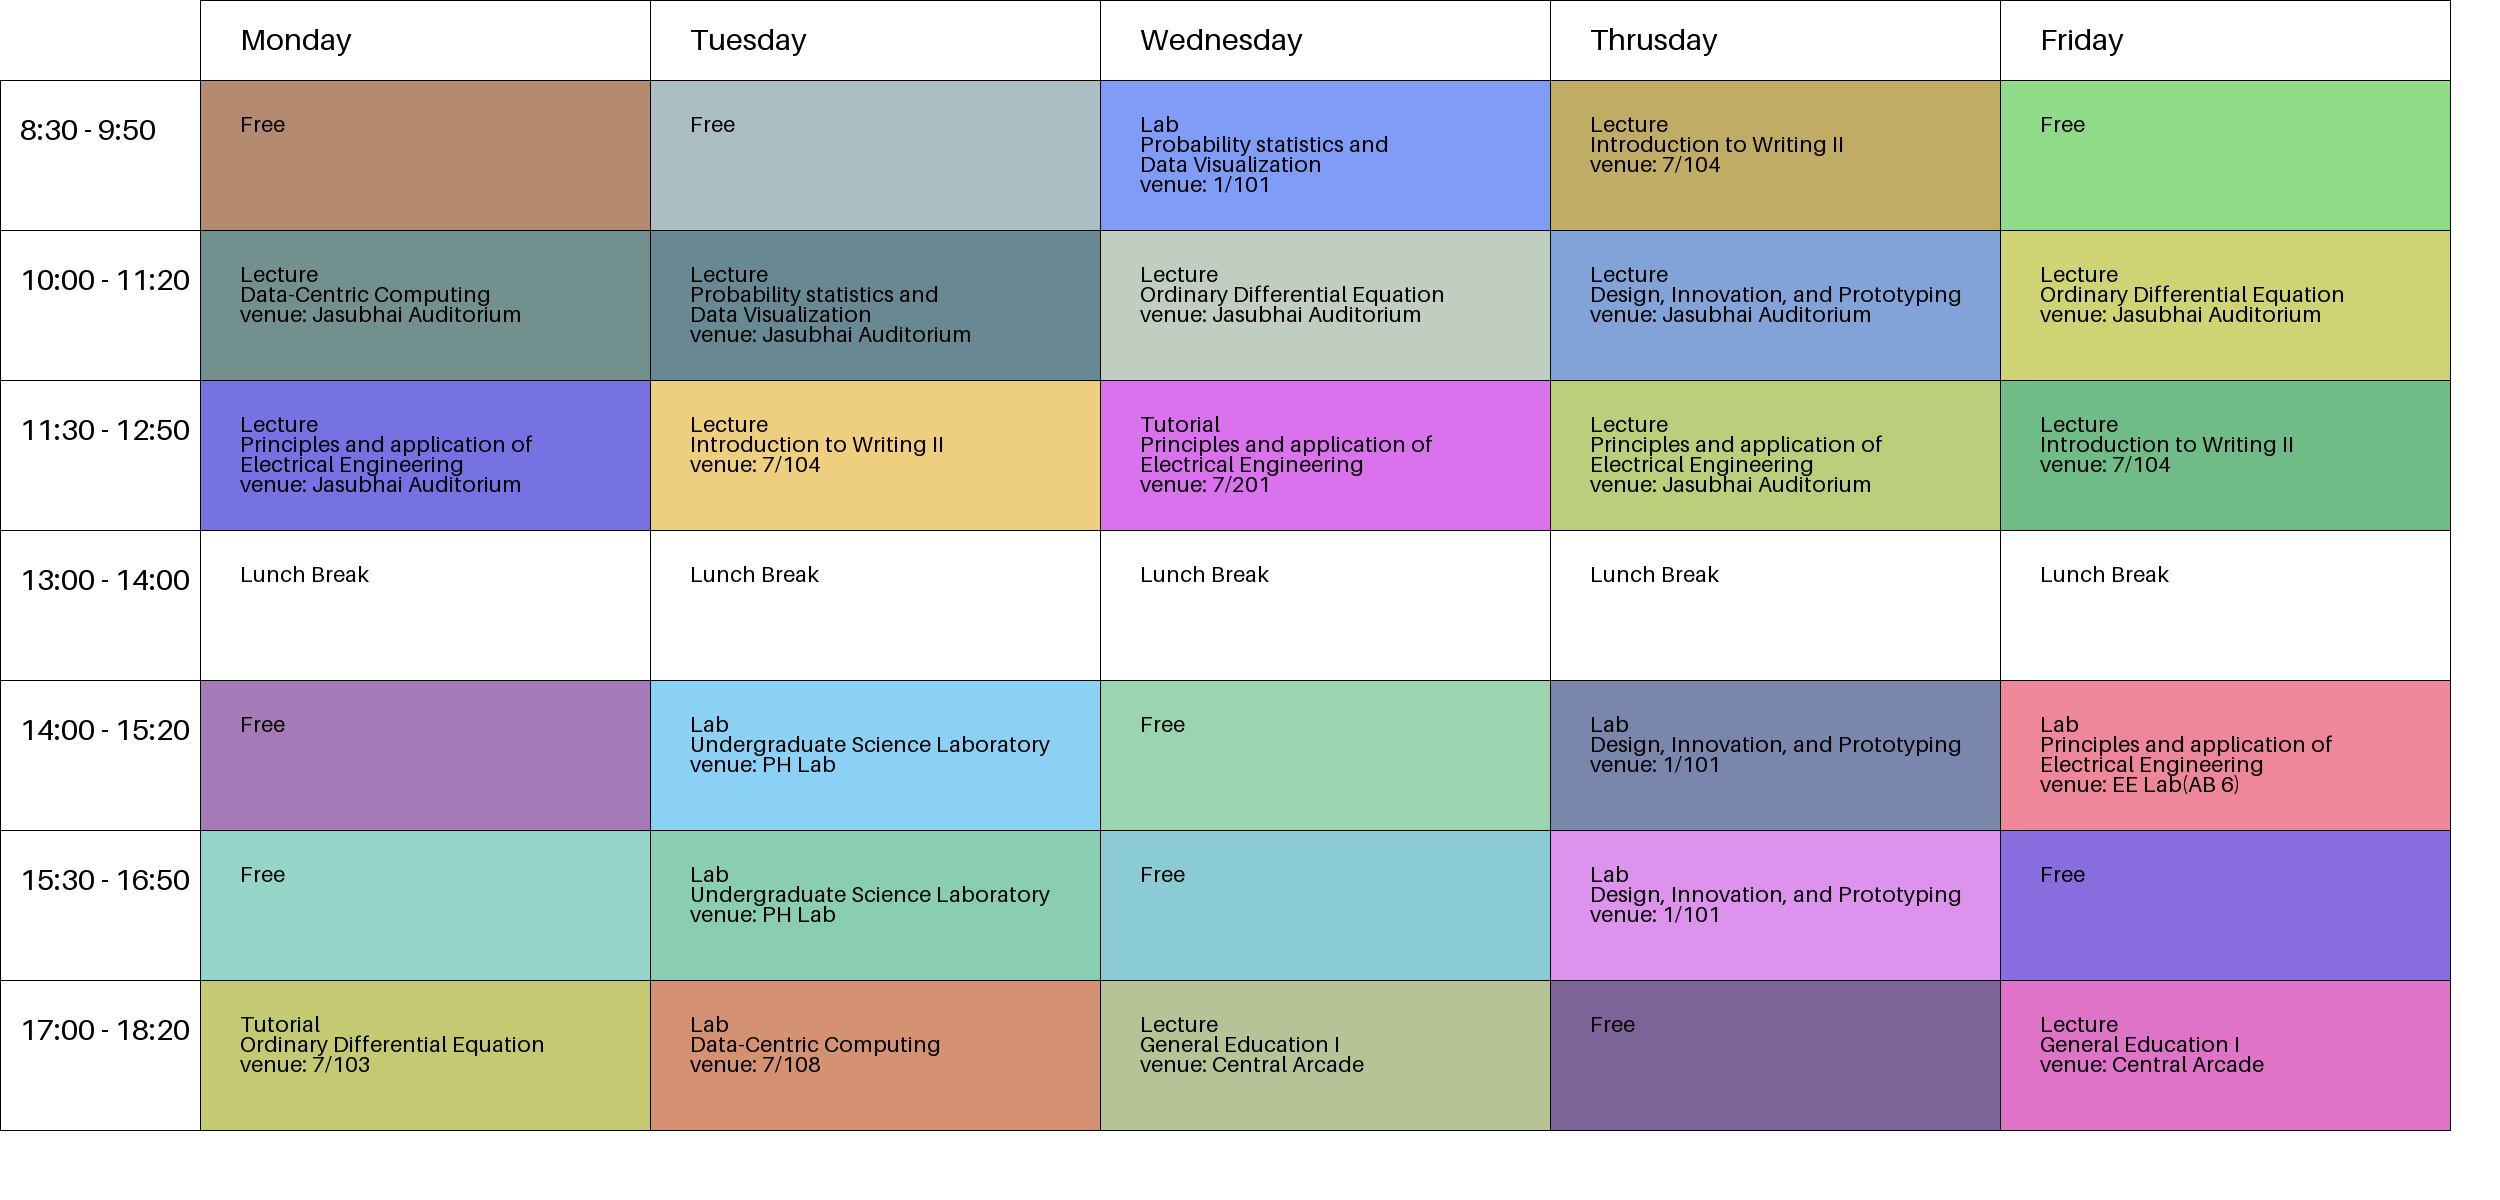 Monday
Tuesday
Wednesday
Thrusday
Friday
8:30 - 9:50
Free
Free
Lab
Probability statistics and
Data Visualization
venue: 1/101
Lecture
Introduction to Writing II
venue: 7/104
Free
10:00 - 11:20
Lecture
Data-Centric Computing
venue: Jasubhai Auditorium
Lecture
Probability statistics and
Data Visualization
venue: Jasubhai Auditorium
Lecture
Ordinary Differential Equation
venue: Jasubhai Auditorium
Lecture
Design, Innovation, and Prototyping
venue: Jasubhai Auditorium
Lecture
Ordinary Differential Equation
venue: Jasubhai Auditorium
11:30 - 12:50
Lecture
Principles and application of
Electrical Engineering
venue: Jasubhai Auditorium
Lecture
Introduction to Writing II
venue: 7/104
Tutorial
Principles and application of
Electrical Engineering
venue: 7/201
Lecture
Principles and application of
Electrical Engineering
venue: Jasubhai Auditorium
Lecture
Introduction to Writing II
venue: 7/104
13:00 - 14:00
Lunch Break
Lunch Break
Lunch Break
Lunch Break
Lunch Break
14:00 - 15:20
Free
Lab
Undergraduate Science Laboratory
venue: PH Lab
Free
Lab
Design, Innovation, and Prototyping
venue: 1/101
Lab
Principles and application of
Electrical Engineering
venue: EE Lab(AB 6)
15:30 - 16:50
Free
Lab
Undergraduate Science Laboratory
venue: PH Lab
Free
Lab
Design, Innovation, and Prototyping
venue: 1/101
Free
17:00 - 18:20
Tutorial
Ordinary Differential Equation
venue: 7/103
Lab
Data-Centric Computing
venue: 7/108
Lecture
General Education I
venue: Central Arcade
Free
Lecture
General Education I
venue: Central Arcade